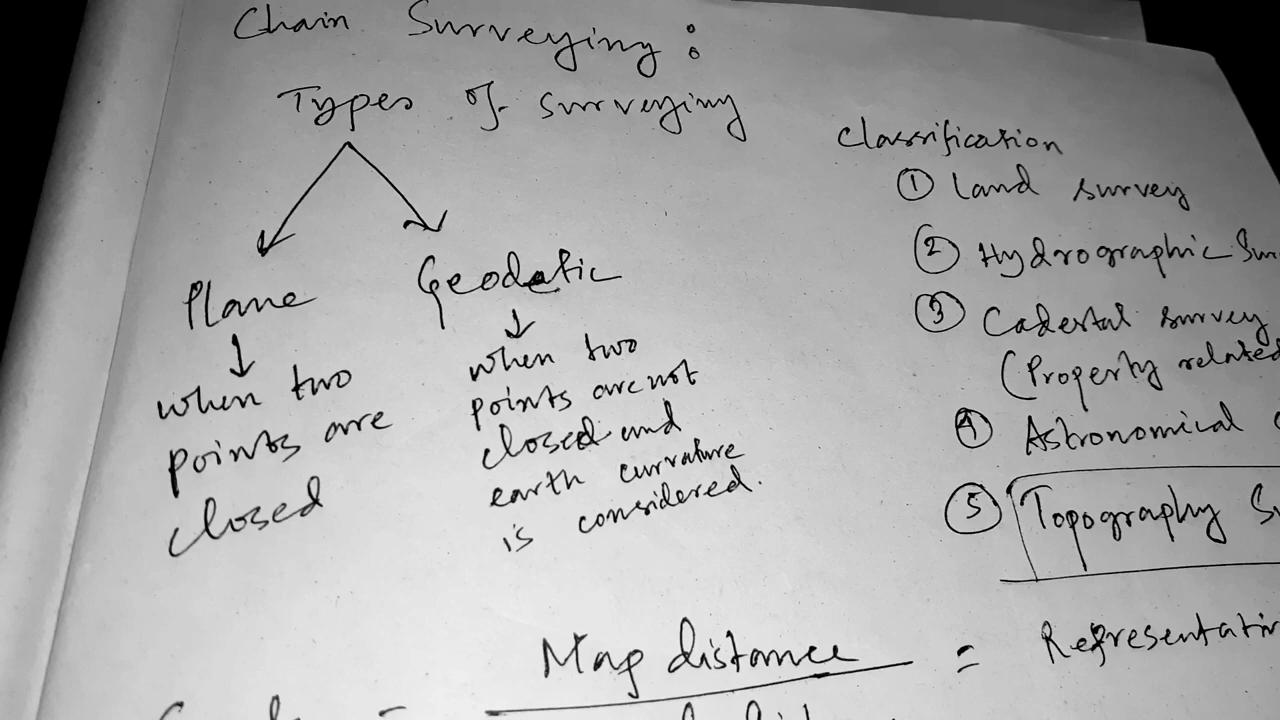 Chain Surveying:
Types of surveying
Plane
when two
points are
closed
Geodetic
when two
points are not
closed and
earth curvature
is considered.
Classification
① Land survey
② Hydrographic
③ Cadestal survey
(Property related
④ Astronomical
⑤ Topography
Map distance =